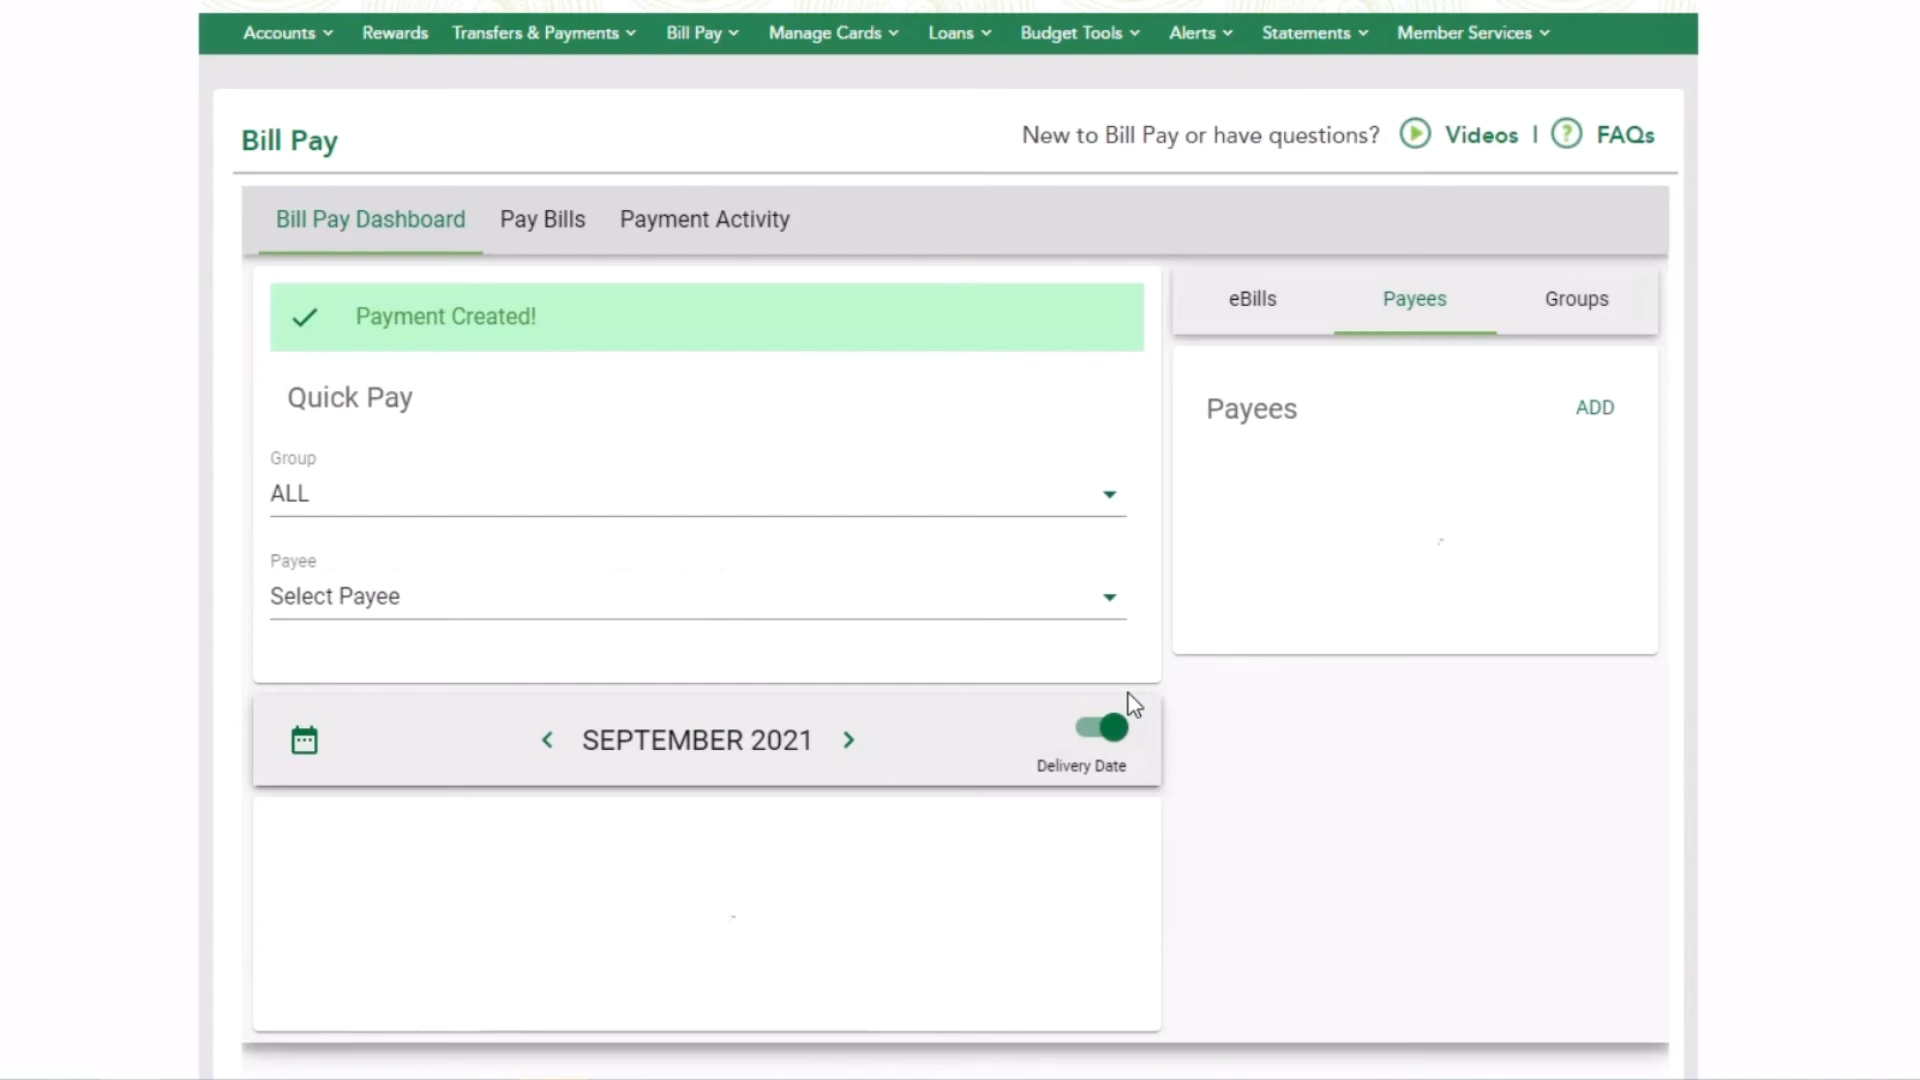 Accounts Rewards Transfers & Payments Bill Pay Manage Cards Loans Budget Tools Alerts Statements Member Services
Bill Pay
New to Bill Pay or have questions? Videos | ? FAQs
Bill Pay Dashboard Pay Bills Payment Activity
Payment Created!
eBills Payees Groups
Quick Pay
Payees ADD
Group
ALL
Payee
Select Payee
SEPTEMBER 2021
Delivery Date